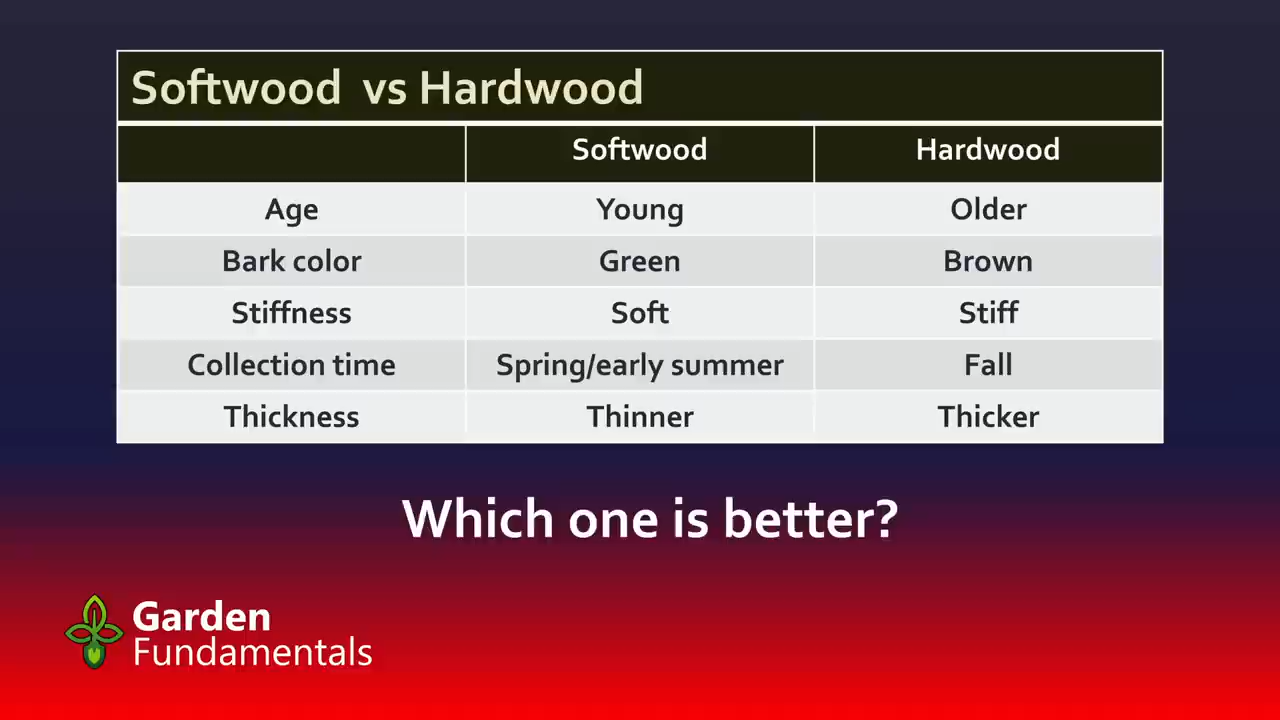 Softwood vs Hardwood
Softwood Hardwood
Age Young Older
Bark color Green Brown
Stiffness Soft Stiff
Collection time Spring/early summer Fall
Thickness Thinner Thicker
Which one is better?
Garden
Fundamentals